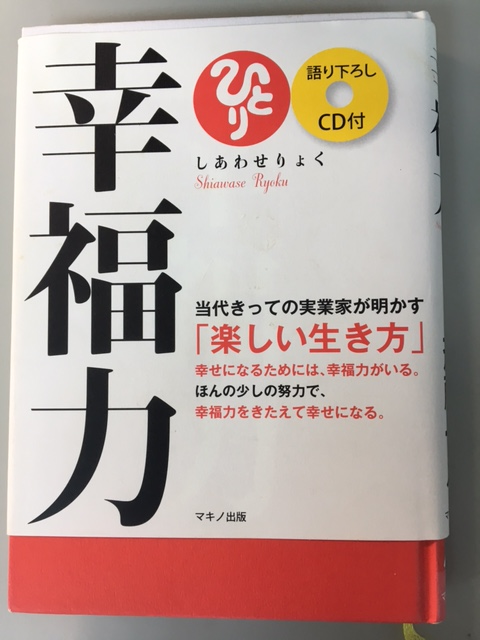 幸福力
ひとり
語り下ろし
CD付
しあわせりょく
Shiawase Ryoku
当代きっての実業家が明かす
「楽しい生き方」
幸せになるためには、幸福力がいる。
ほんの少しの努力で、
幸福力をきたえて幸せになる。
マキノ出版